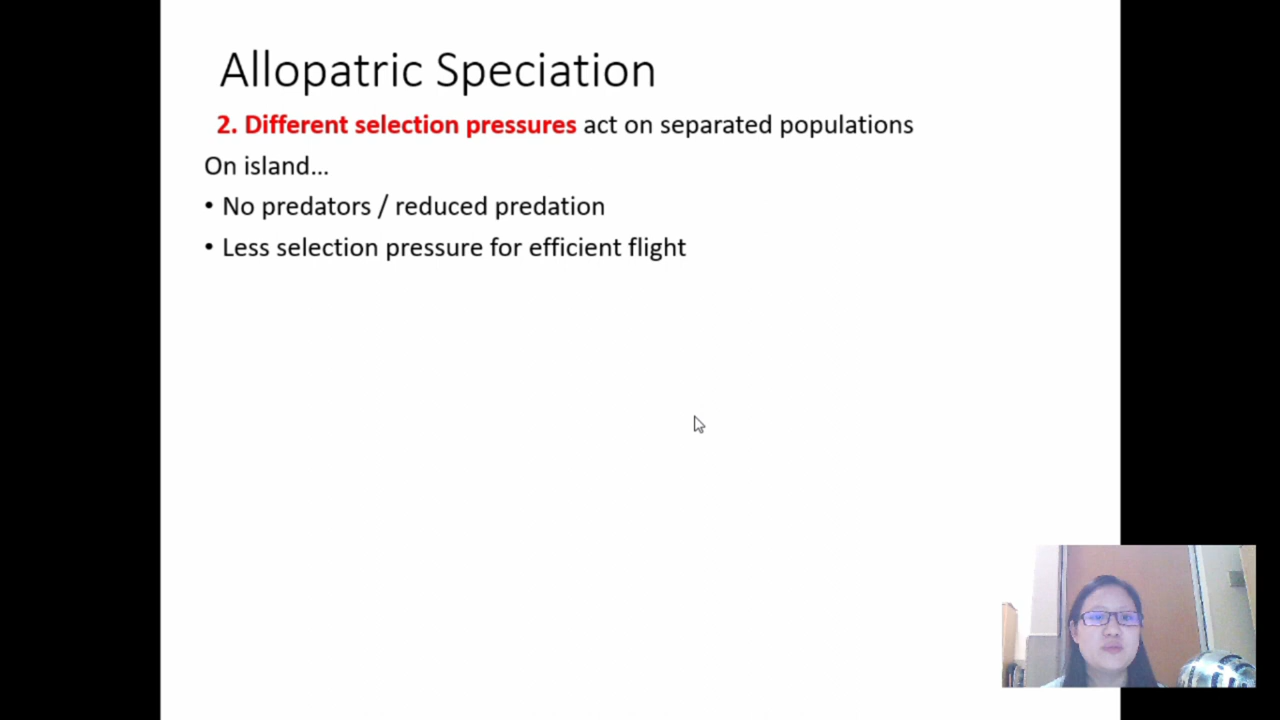 Allopatric Speciation
2. Different selection pressures act on separated populations
On island...
• No predators / reduced predation
• Less selection pressure for efficient flight